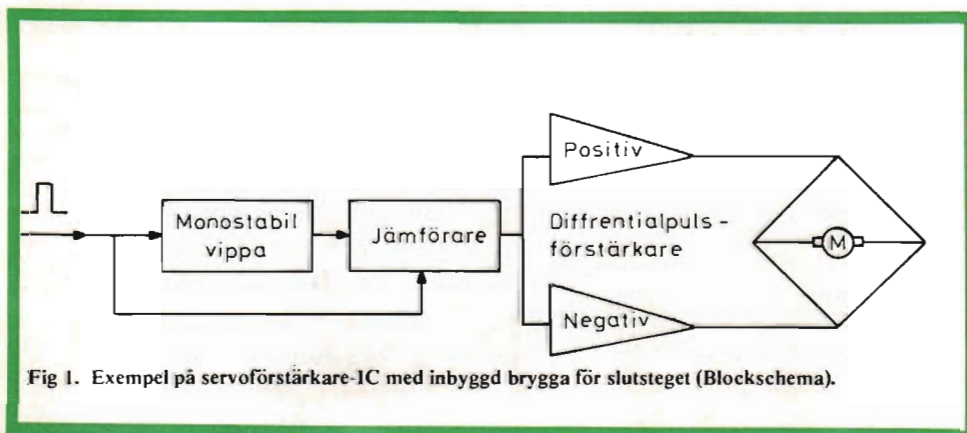 Positiv
Monostabil
vippa
Jämförare
Diffrentialpuls-
förstärkare
M
Negativ
Fig 1. Exempel på servoförstärkare-IC med inbyggd brygga för slutsteget (Blockschema).